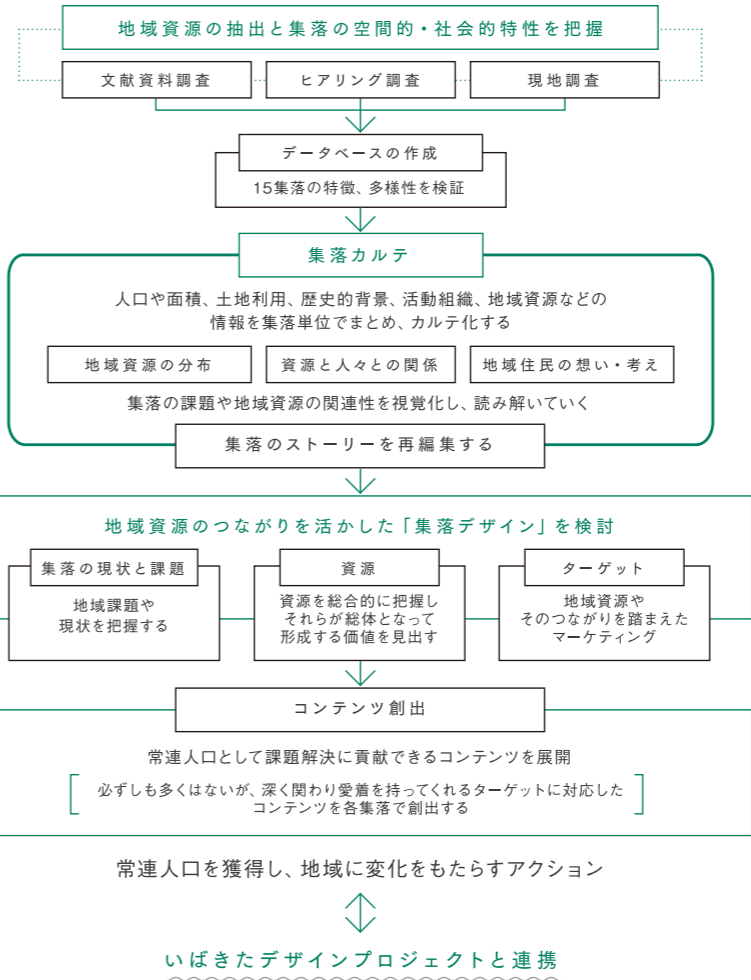 地域資源の抽出と集落の空間的・社会的特性を把握
文献資料調査
ヒアリング調査
現地調査
データベースの作成
15集落の特徴、多様性を検証
集落カルテ
人口や面積、土地利用、歴史的背景、活動組織、地域資源などの
情報を集落単位でまとめ、カルテ化する
地域資源の分布
資源と人々との関係
地域住民の想い・考え
集落の課題や地域資源の関連性を視覚化し、読み解いていく
集落のストーリーを再編集する
地域資源のつながりを活かした「集落デザイン」を検討
集落の現状と課題
地域課題や
現状を把握する
資源
資源を総合的に把握し
それらが総体となって
形成する価値を見出す
ターゲット
地域資源や
そのつながりを踏まえた
マーケティング
コンテンツ創出
常連人口として課題解決に貢献できるコンテンツを展開
必ずしも多くはないが、深く関わり愛着を持ってくれるターゲットに対応した
コンテンツを各集落で創出する
常連人口を獲得し、地域に変化をもたらすアクション
いばきたデザインプロジェクトと連携